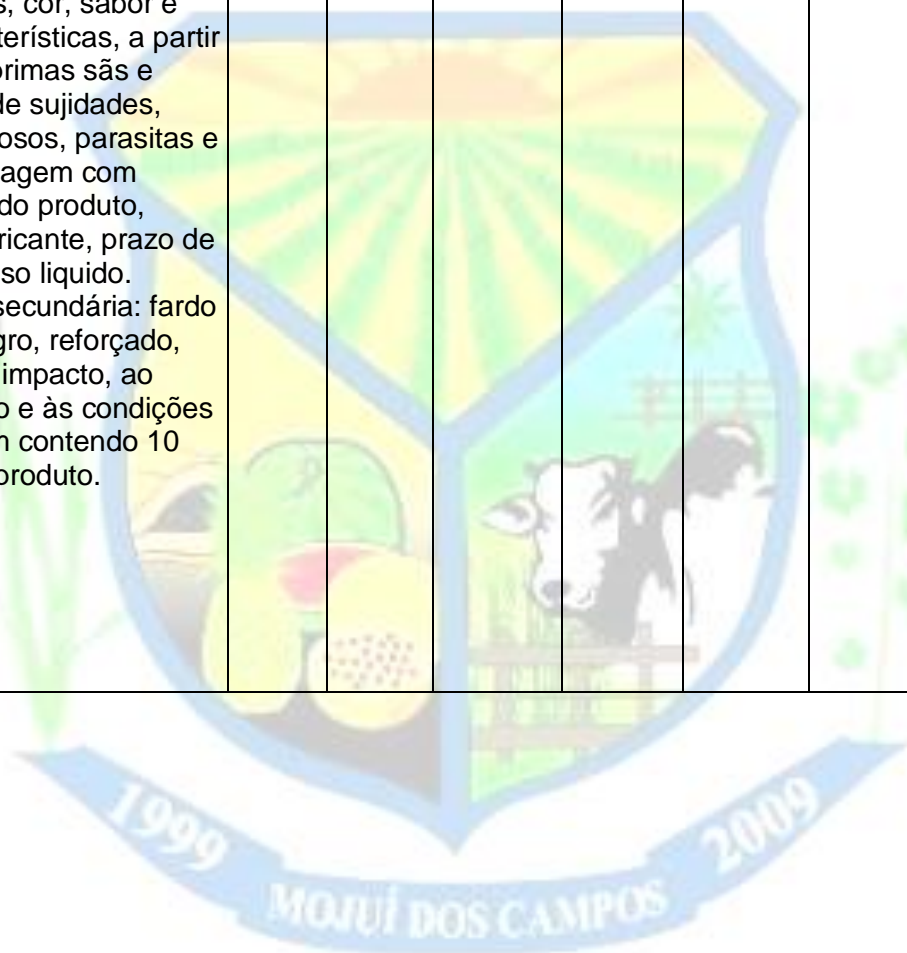 s, cor, sabor e
terísticas, a partir
primas sãs e
de sujidades,
osos, parasitas e
agem com
do produto,
ricante, prazo de
so liquido.
secundária: fardo
gro, reforçado,
impacto, ao
o e às condições
m contendo 10
produto.
1999
MOJUÍ DOS CAMPOS
2009